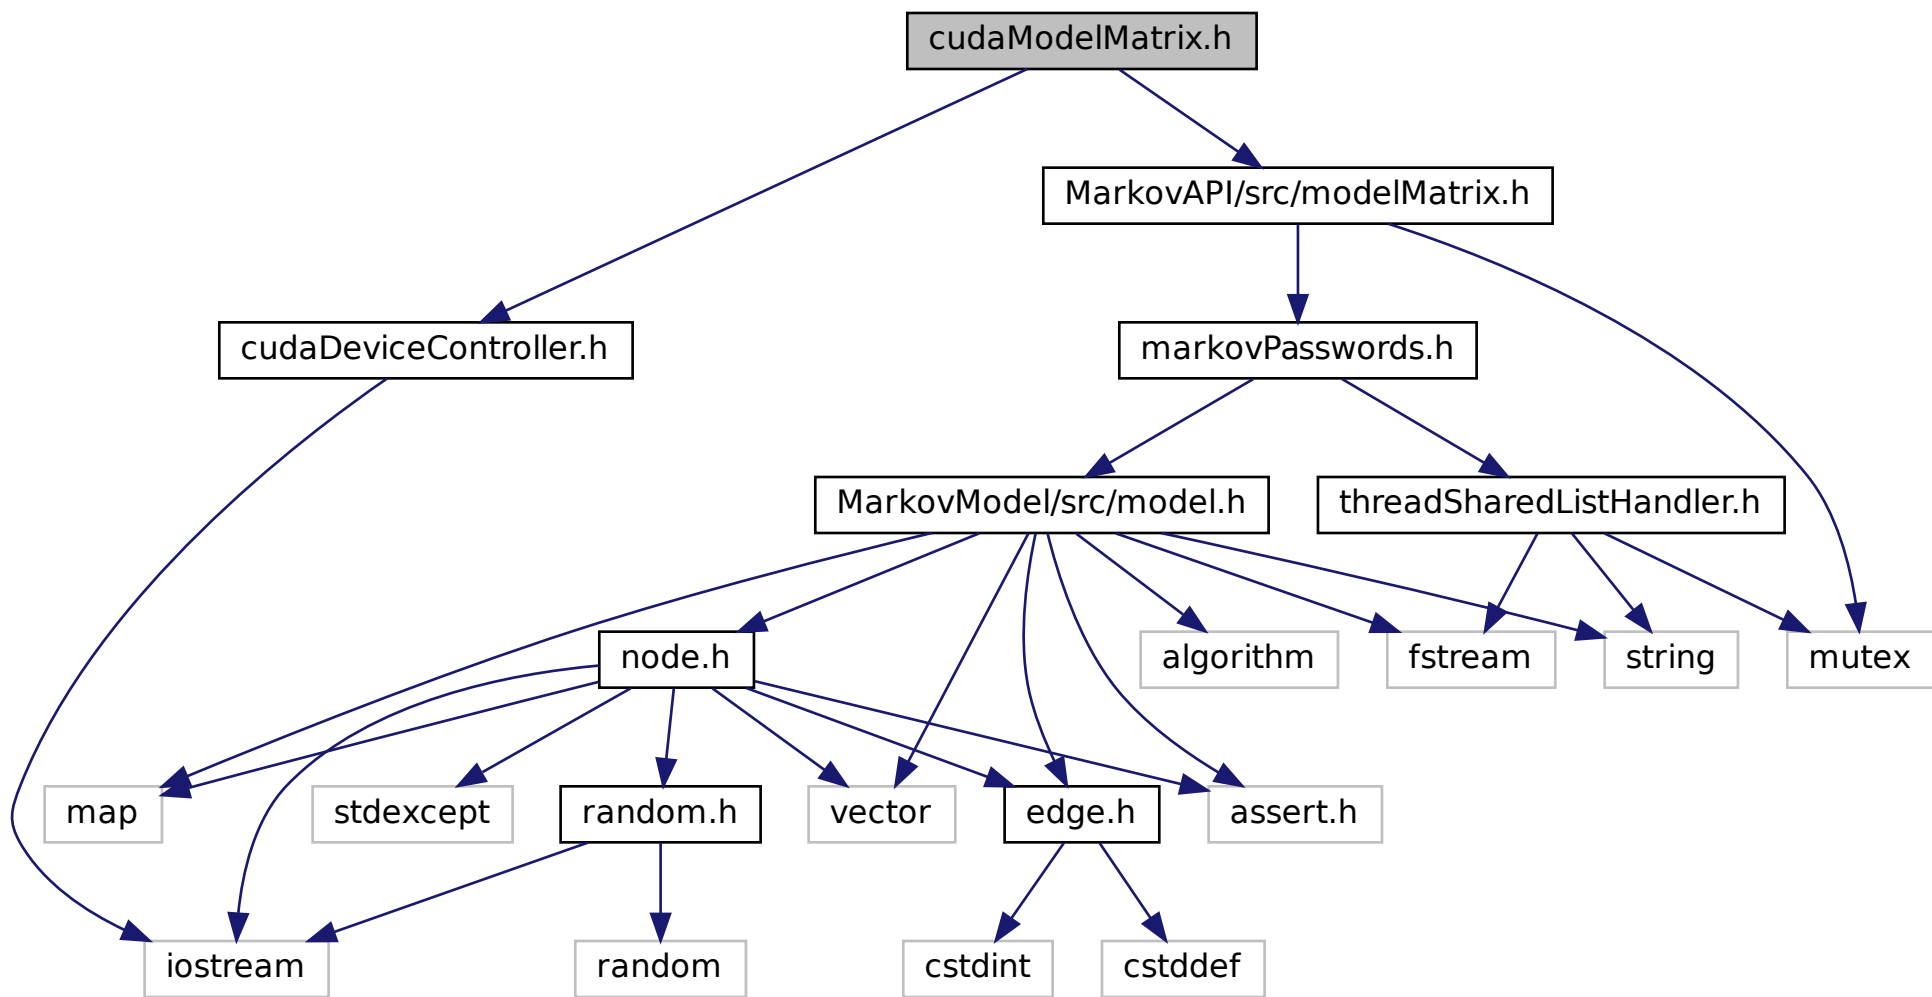 cudaModelMatrix.h
MarkovAPI/src/modelMatrix.h
cudaDeviceController.h
markovPasswords.h
MarkovModel/src/model.h
threadSharedListHandler.h
node.h
algorithm
fstream
string
mutex
map
stdexcept
random.h
vector
edge.h
assert.h
iostream
random
cstdint
cstddef